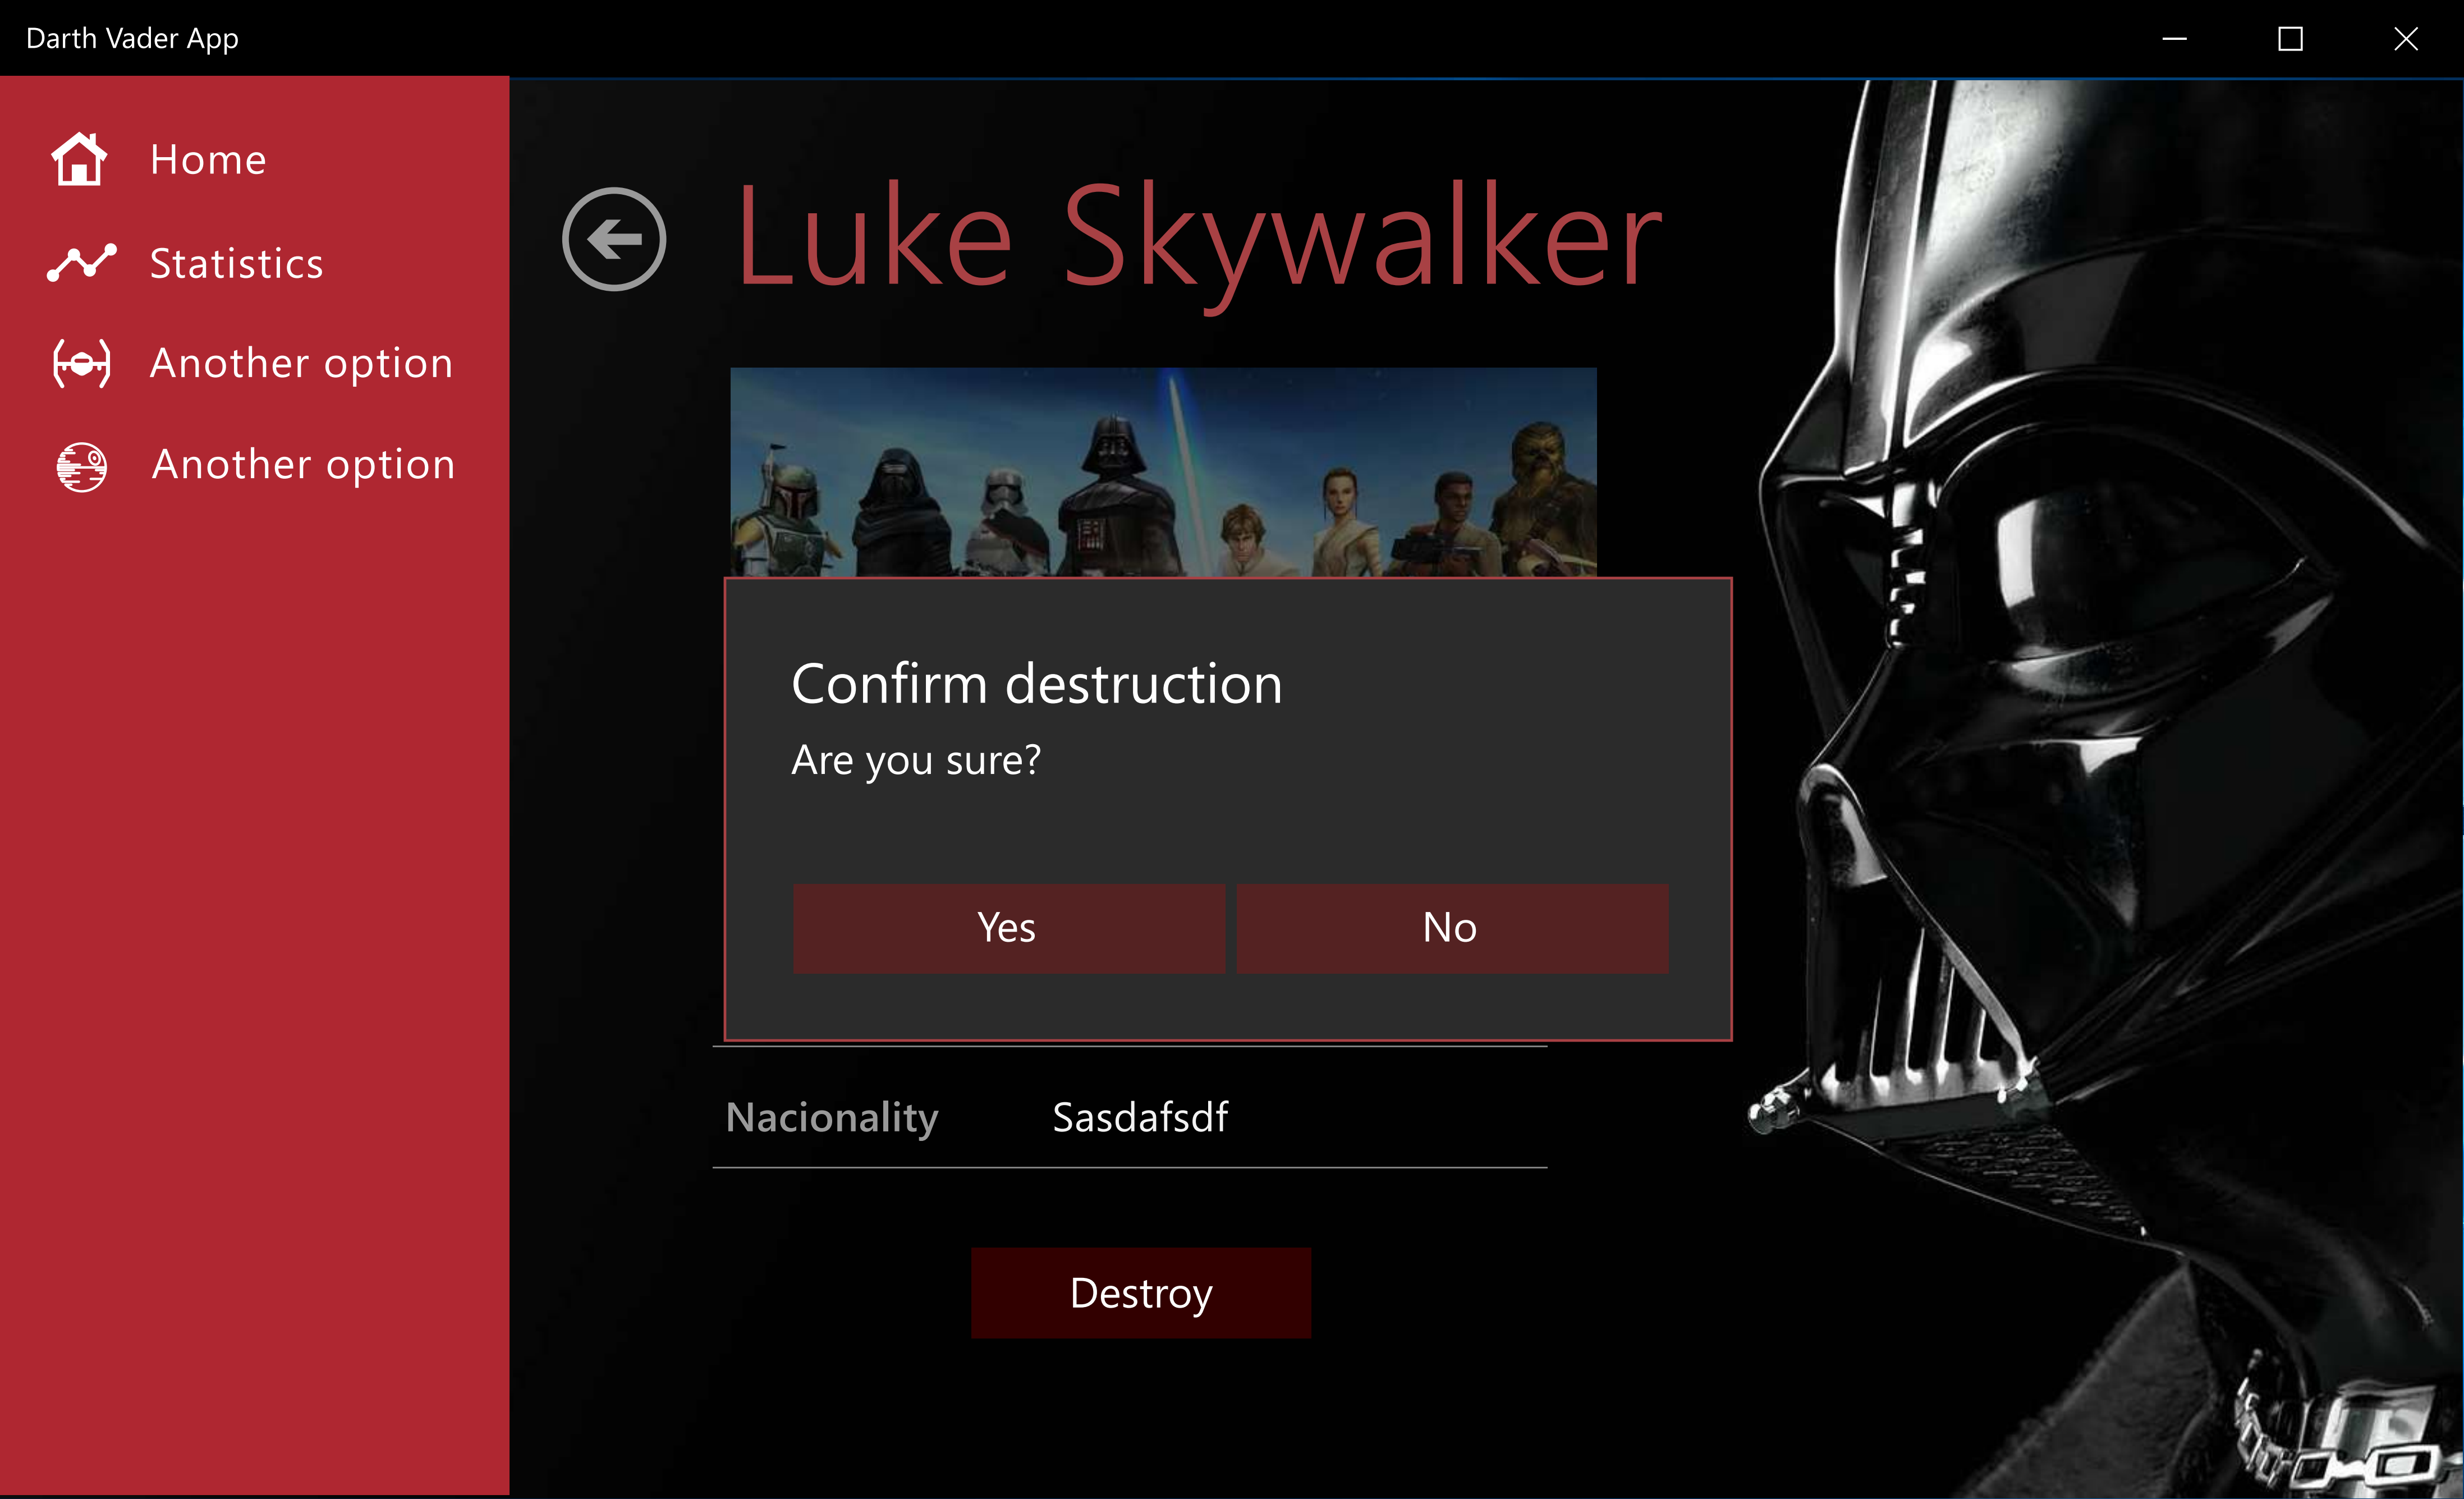 Darth Vader App
Home
Statistics
Another option
Another option
Luke Skywalker
Confirm destruction
Are you sure?
Yes No
Nacionality Sasdafsdf
Destroy